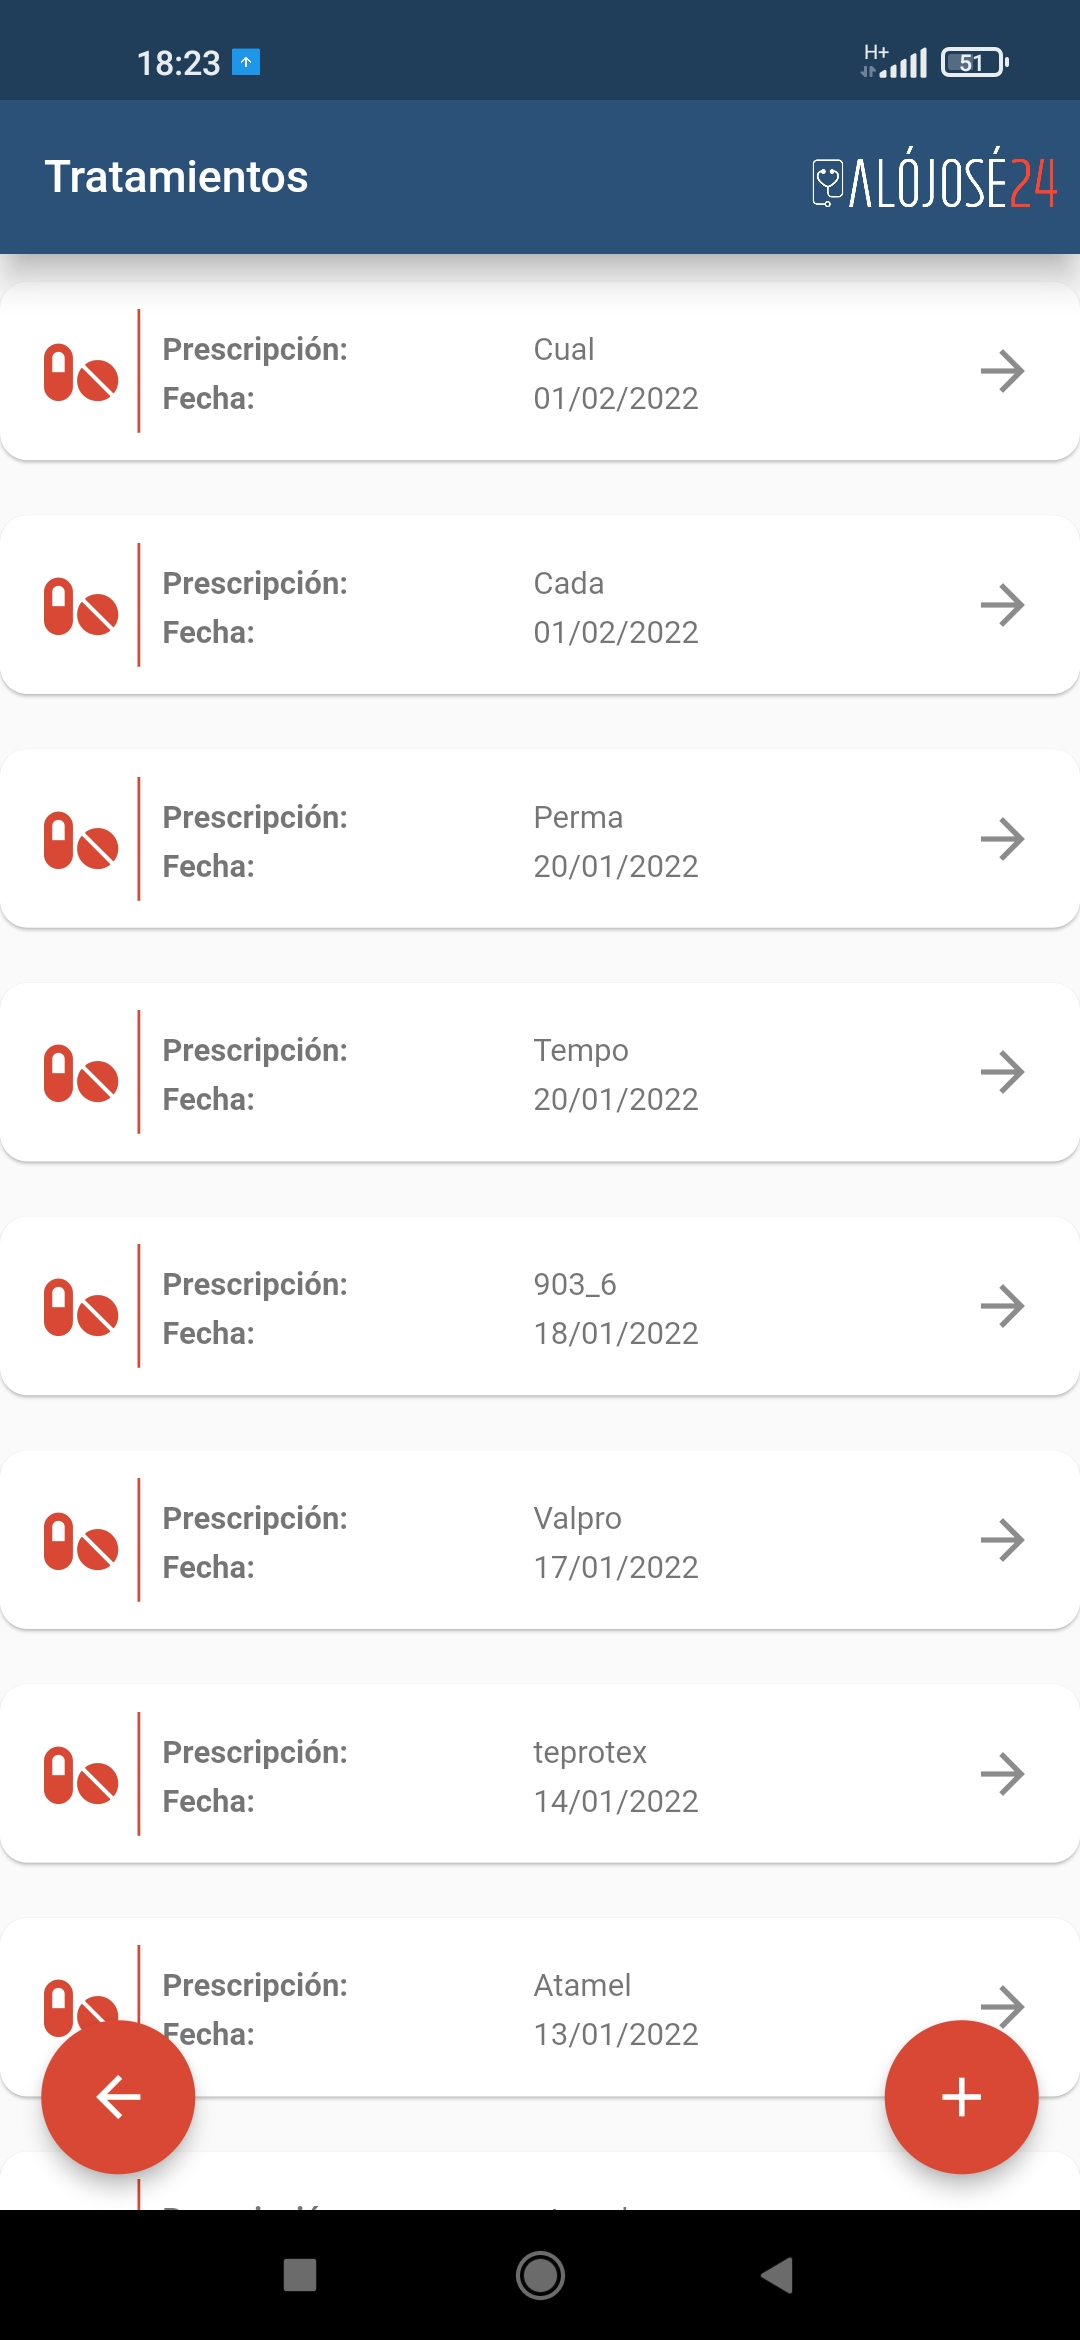 18:23 H+ 51
Tratamientos ALÓJOSÉ24
Prescripción: Cual
Fecha: 01/02/2022
Prescripción: Cada
Fecha: 01/02/2022
Prescripción: Perma
Fecha: 20/01/2022
Prescripción: Tempo
Fecha: 20/01/2022
Prescripción: 903_6
Fecha: 18/01/2022
Prescripción: Valpro
Fecha: 17/01/2022
Prescripción: teprotex
Fecha: 14/01/2022
Prescripción: Atamel
Fecha: 13/01/2022